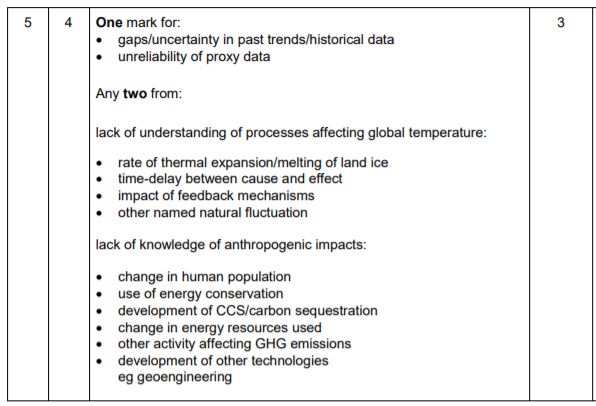 5 4 One mark for: 3
• gaps/uncertainty in past trends/historical data
• unreliability of proxy data
Any two from:
lack of understanding of processes affecting global temperature:
• rate of thermal expansion/melting of land ice
• time-delay between cause and effect
• impact of feedback mechanisms
• other named natural fluctuation
lack of knowledge of anthropogenic impacts:
• change in human population
• use of energy conservation
• development of CCS/carbon sequestration
• change in energy resources used
• other activity affecting GHG emissions
• development of other technologies
eg geoengineering